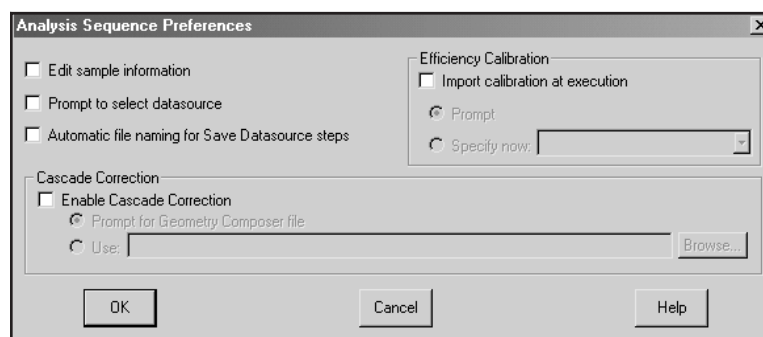 Analysis Sequence Preferences
Edit sample information
Prompt to select datasource
Automatic file naming for Save Datasource steps
Efficiency Calibration
Import calibration at execution
Prompt
Specify now:
Cascade Correction
Enable Cascade Correction
Prompt for Geometry Composer file
Use:
Browse...
OK
Cancel
Help